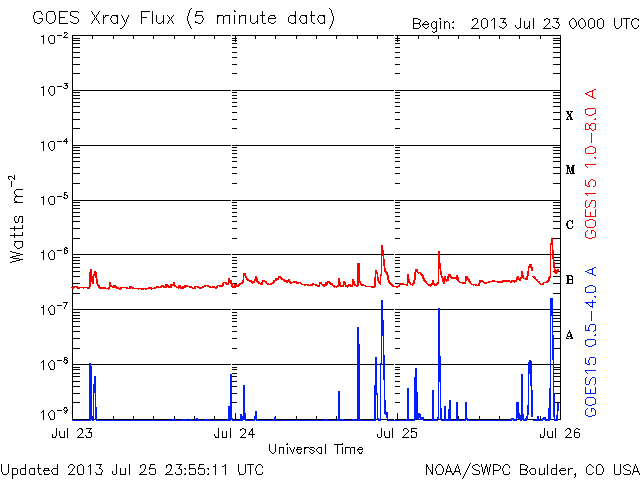 GOES Xray Flux (5 minute data)
Begin: 2013 Jul 23 0000 UTC
10⁻²
10⁻³
10⁻⁴
10⁻⁵
10⁻⁶
10⁻⁷
10⁻⁸
10⁻⁹
Watts m⁻²
X
M
C
B
A
GOES15 1.0–8.0 A
GOES15 0.5–4.0 A
Jul 23
Jul 24
Jul 25
Jul 26
Universal Time
Updated 2013 Jul 25 23:55:11 UTC
NOAA/SWPC Boulder, CO USA